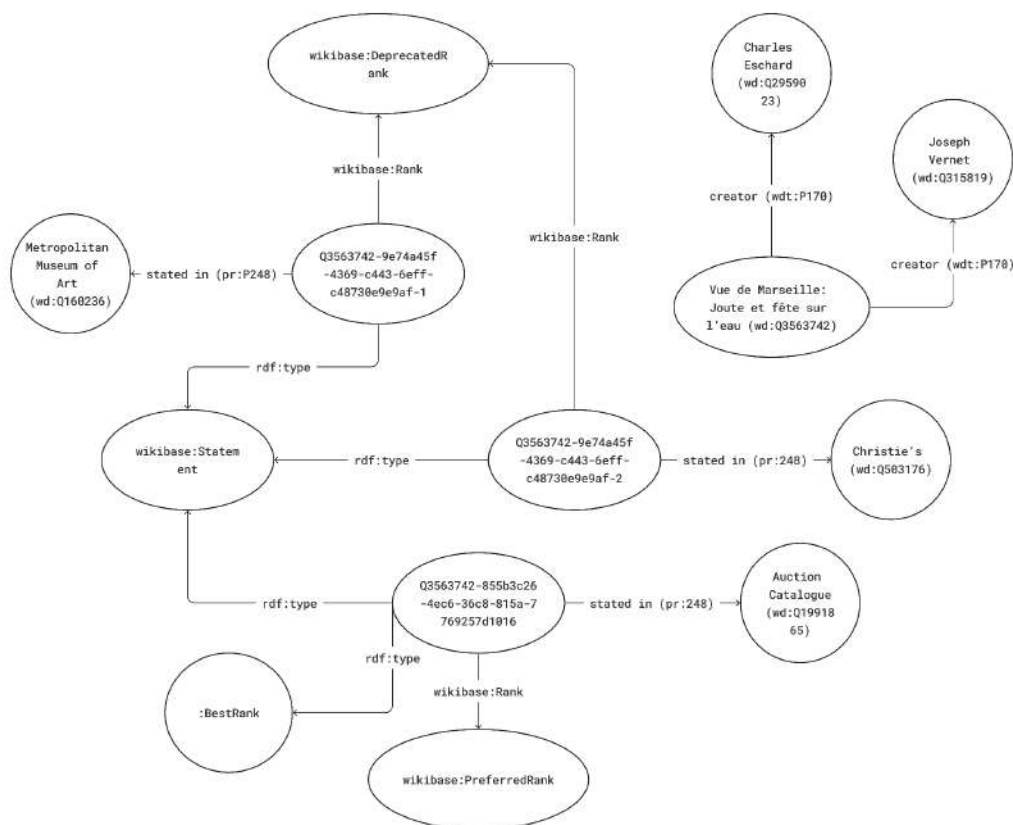 wikibase:DeprecatedR
ank
Charles
Eschard
(wd:Q29590
23)
Joseph
Vernet
(wd:Q315819)
wikibase:Rank
creator (wdt:P170)
Metropolitan
Museum of
Art
(wd:Q160236)
stated in (pr:P248)
Q3563742-9e74a45f
-4369-c443-6eff-
c48730e9e9af-1
wikibase:Rank
creator (wdt:P170)
Vue de Marseille:
Joute et fête sur
l'eau (wd:Q3563742)
rdf:type
wikibase:Statem
ent
rdf:type
Q3563742-9e74a45f
-4369-c443-6eff-
c48730e9e9af-2
stated in (pr:248)
Christie's
(wd:Q503176)
rdf:type
Q3563742-855b3c26
-4ec6-36c8-815a-7
769257d1016
stated in (pr:248)
Auction
Catalogue
(wd:Q19918
65)
rdf:type
wikibase:Rank
:BestRank
wikibase:PreferredRank